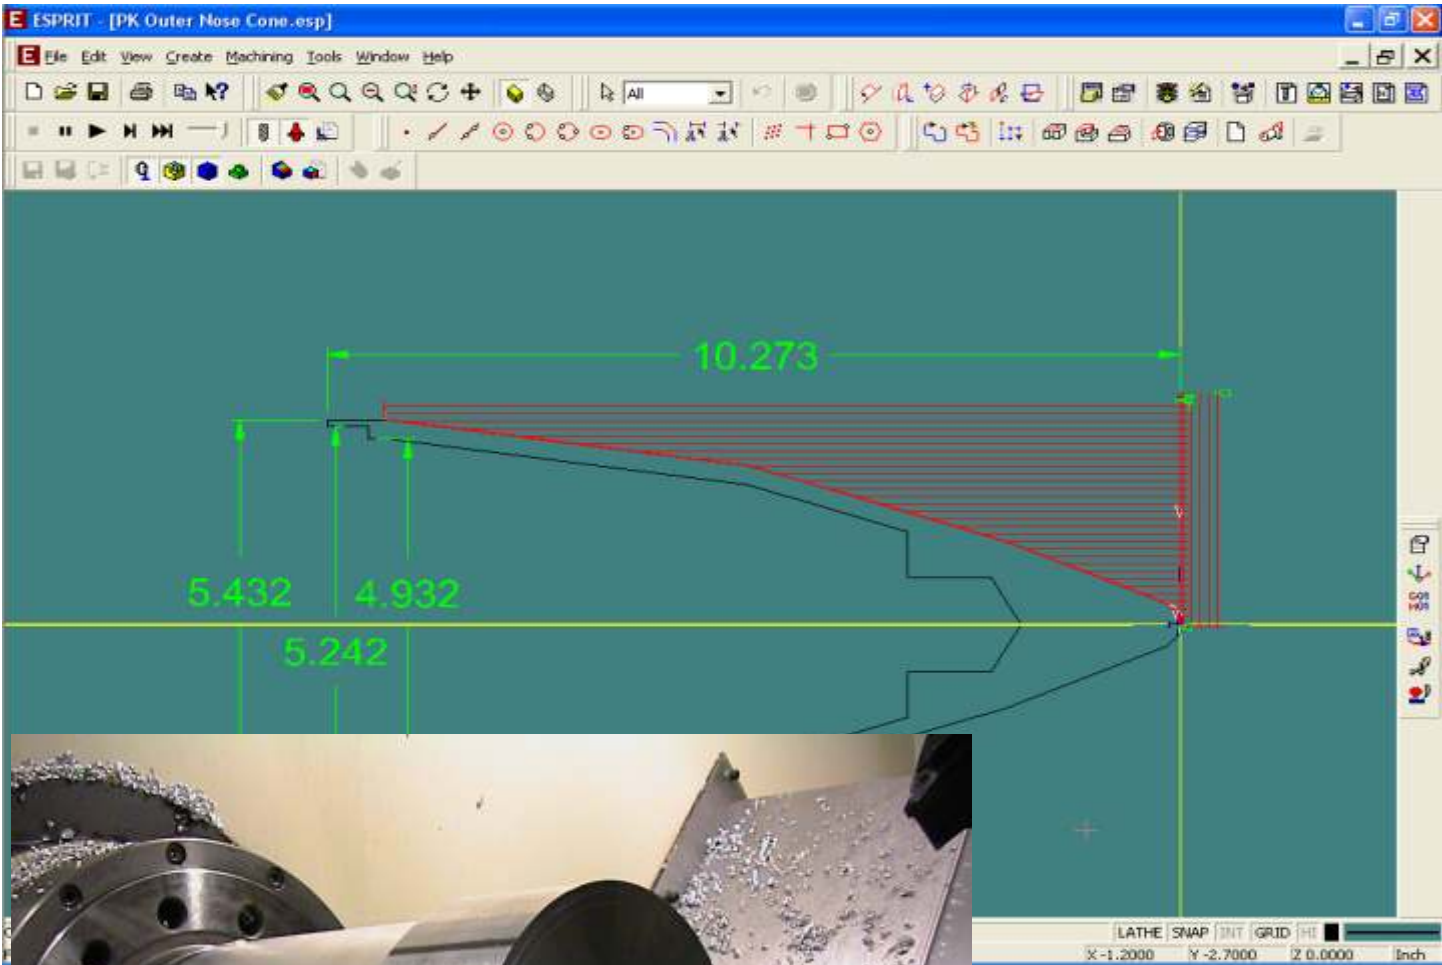 ESPRIT - [PK Outer Nose Cone.esp]
File Edit View Create Machining Tools Window Help
All
10.273
5.432 4.932
5.242
LATHE SNAP INT GRID HI
X -1.2000 Y -2.7000 Z 0.0000 Inch